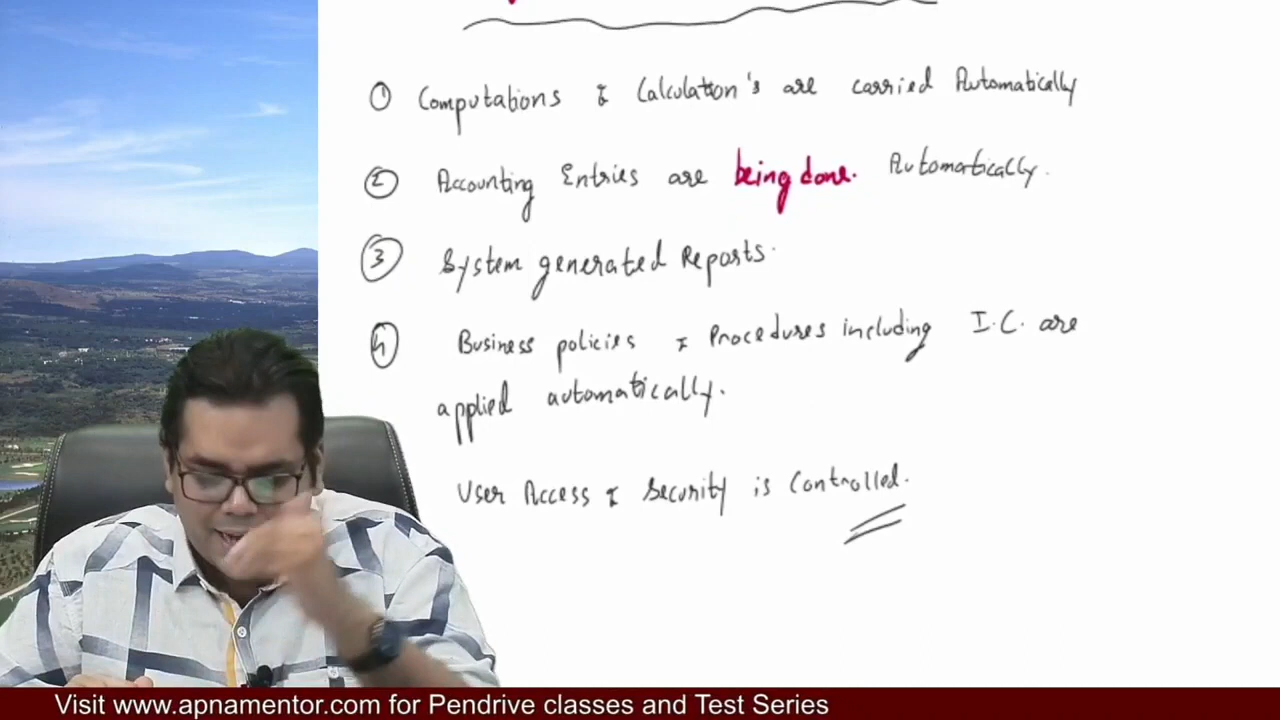 ① Computations & Calculation's are carried Automatically
② Accounting Entries are being done. Automatically.
③ System generated Reports.
④ Business policies & Procedures including I.C. are
applied automatically.
User Access & Security is Controlled.
Visit www.apnamentor.com for Pendrive classes and Test Series